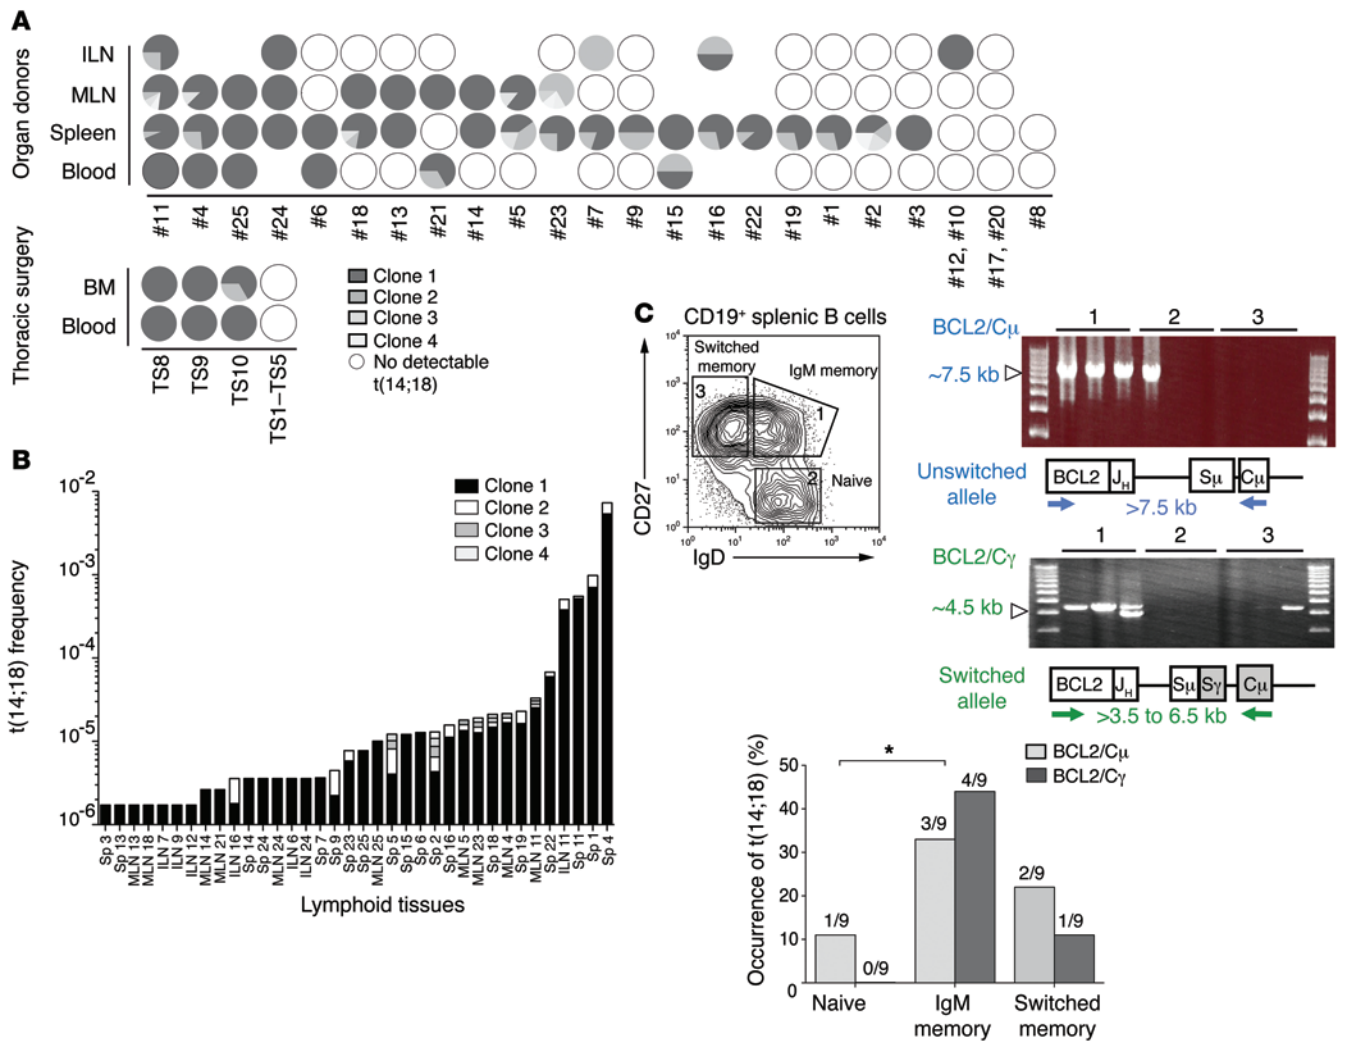 A
Organ donors
ILN
MLN
Spleen
Blood
#11 #4 #25 #24 #6 #18 #13 #21 #14 #5 #23 #7 #9 #15 #16 #22 #19 #1 #2 #3 #12, #10 #17, #20 #8
Thoracic surgery
BM
Blood
TS8 TS9 TS10 TS1–TS5
Clone 1
Clone 2
Clone 3
Clone 4
No detectable
t(14;18)
B
t(14;18) frequency
10-2
10-3
10-4
10-5
10-6
Clone 1
Clone 2
Clone 3
Clone 4
Sp 3 Sp 13 MLN 13 MLN 18 ILN 7 ILN 9 ILN 12 MLN 14 MLN 21 ILN 16 Sp 14 Sp 24 MLN 24 ILN 6 ILN 24 Sp 7 Sp 9 Sp 23 Sp 25 MLN 25 Sp 5 Sp 15 Sp 6 Sp 2 Sp 16 MLN 5 MLN 23 Sp 18 MLN 4 Sp 19 MLN 11 Sp 22 ILN 11 Sp 11 Sp 1 Sp 4
Lymphoid tissues
C
CD19+ splenic B cells
Switched
memory
IgM memory
Naive
3
1
2
CD27
10⁴
10³
10²
10¹
10⁰
10⁰ 10¹ 10² 10³ 10⁴
IgD
BCL2/Cμ
1 2 3
~7.5 kb
Unswitched
allele
BCL2 JH Sμ Cμ
>7.5 kb
BCL2/Cγ
1 2 3
~4.5 kb
Switched
allele
BCL2 JH Sμ Sγ Cμ
>3.5 to 6.5 kb
Occurrence of t(14;18) (%)
50
40
30
20
10
0
*
BCL2/Cμ
BCL2/Cγ
1/9
0/9
3/9
4/9
2/9
1/9
Naive
IgM
memory
Switched
memory